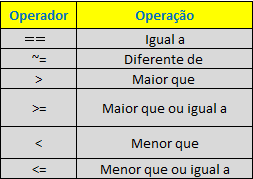 Operador Operação
== Igual a
~= Diferente de
> Maior que
>= Maior que ou igual a
< Menor que
<= Menor que ou igual a